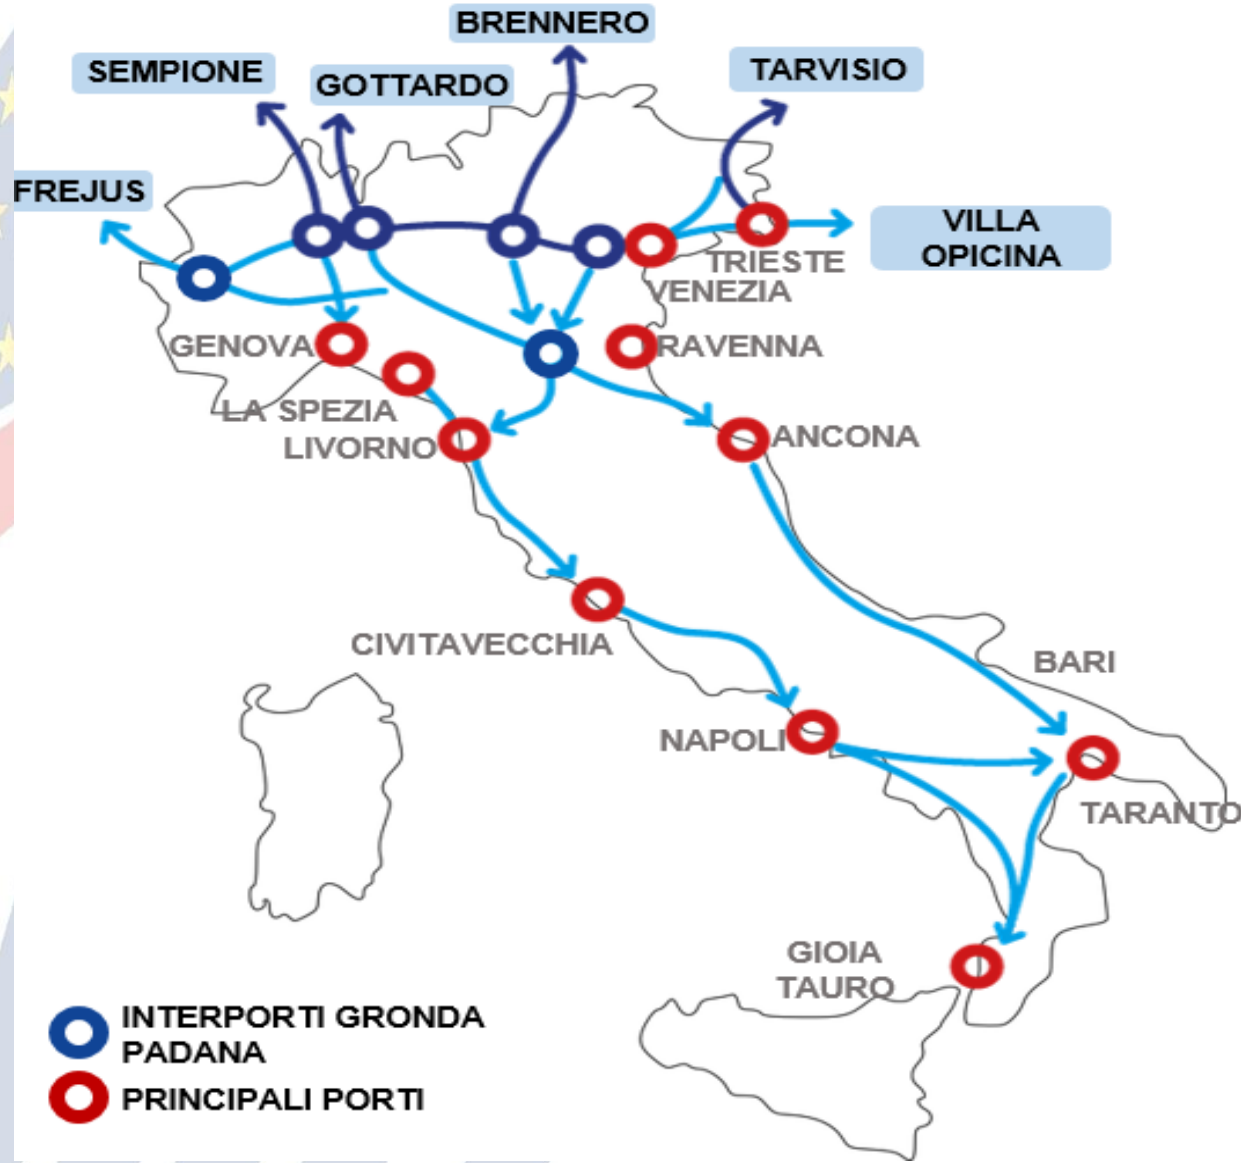 BRENNERO
SEMPIONE
GOTTARDO
TARVISIO
FREJUS
VILLA
OPICINA
TRIESTE
VENEZIA
GENOVA
RAVENNA
LA SPEZIA
LIVORNO
ANCONA
CIVITAVECCHIA
BARI
NAPOLI
TARANTO
GIOIA
TAURO
INTERPORTI GRONDA
PADANA
PRINCIPALI PORTI